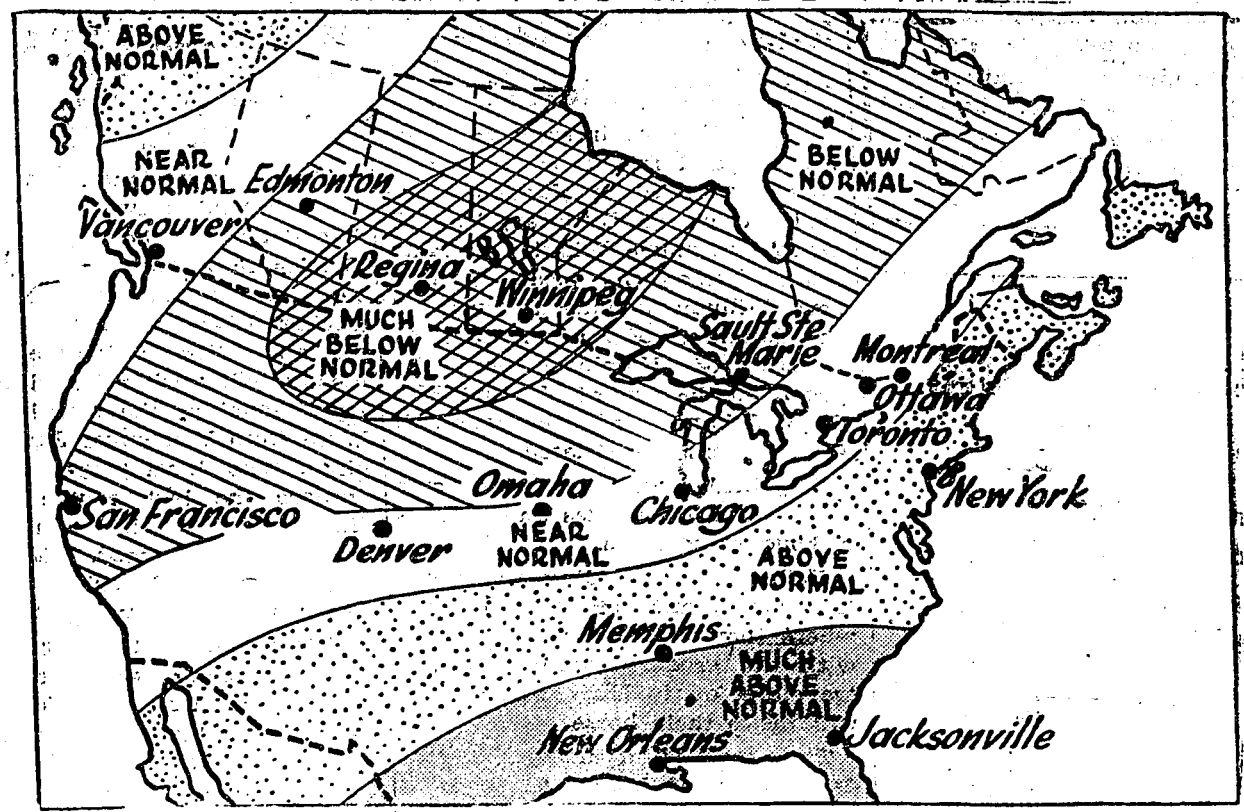 ABOVE
NORMAL
NEAR
NORMAL
Edmonton
BELOW
NORMAL
Vancouver
Regina
Winnipeg
MUCH
BELOW
NORMAL
Sault Ste
Marie
Montreal
Ottawa
Toronto
Omaha
San Francisco
Denver
NEAR
NORMAL
Chicago
New York
ABOVE
NORMAL
Memphis
MUCH
ABOVE
NORMAL
New Orleans
Jacksonville